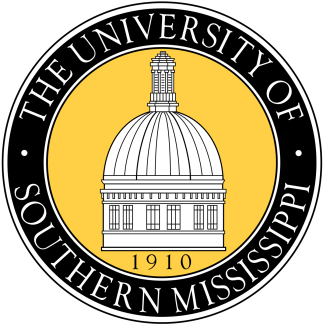 THE UNIVERSITY OF
SOUTHERN MISSISSIPPI
1910